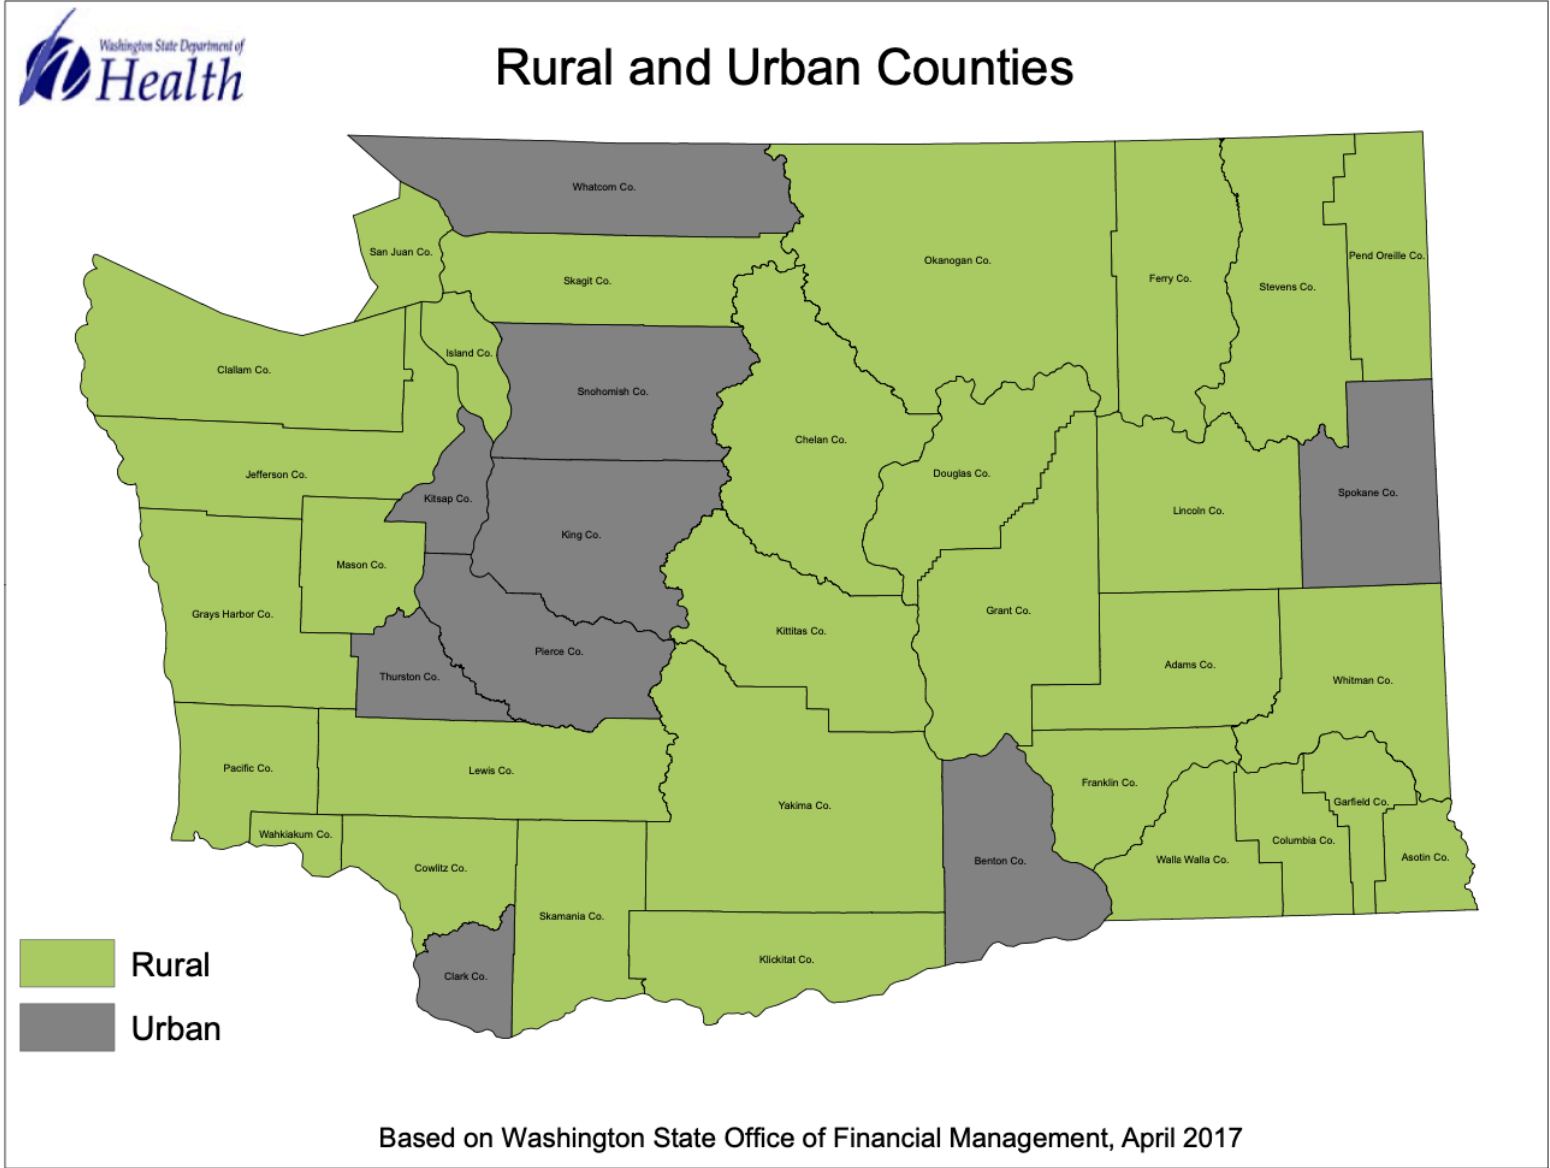 Washington State Department of
Health
Rural and Urban Counties
Whatcom Co.
San Juan Co.
Skagit Co.
Okanogan Co.
Ferry Co.
Stevens Co.
Pend Oreille Co.
Clallam Co.
Island Co.
Snohomish Co.
Chelan Co.
Douglas Co.
Jefferson Co.
Kitsap Co.
King Co.
Lincoln Co.
Spokane Co.
Mason Co.
Grays Harbor Co.
Grant Co.
Kittitas Co.
Pierce Co.
Thurston Co.
Adams Co.
Whitman Co.
Pacific Co.
Lewis Co.
Yakima Co.
Franklin Co.
Garfield Co.
Wahkiakum Co.
Columbia Co.
Cowlitz Co.
Benton Co.
Walla Walla Co.
Asotin Co.
Skamania Co.
Klickitat Co.
Clark Co.
Rural
Urban
Based on Washington State Office of Financial Management, April 2017